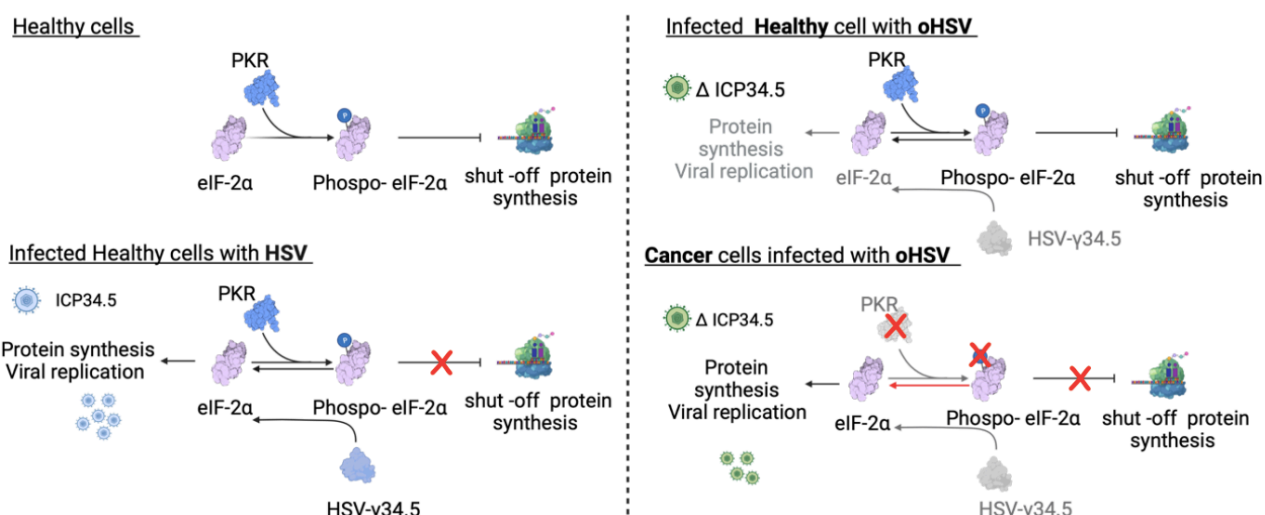 Healthy cells
PKR
P
eIF-2α
Phospo- eIF-2α
shut -off protein
synthesis
Infected Healthy cells with HSV
ICP34.5
PKR
P
Protein synthesis
Viral replication
eIF-2α
Phospo- eIF-2α
shut -off protein
synthesis
HSV-γ34.5
Infected Healthy cell with oHSV
PKR
Δ ICP34.5
P
Protein
synthesis
Viral replication
eIF-2α
Phospo- eIF-2α
shut -off protein
synthesis
HSV-γ34.5
Cancer cells infected with oHSV
PKR
Δ ICP34.5
Protein
synthesis
Viral replication
eIF-2α
Phospo- eIF-2α
shut -off protein
synthesis
HSV-γ34.5